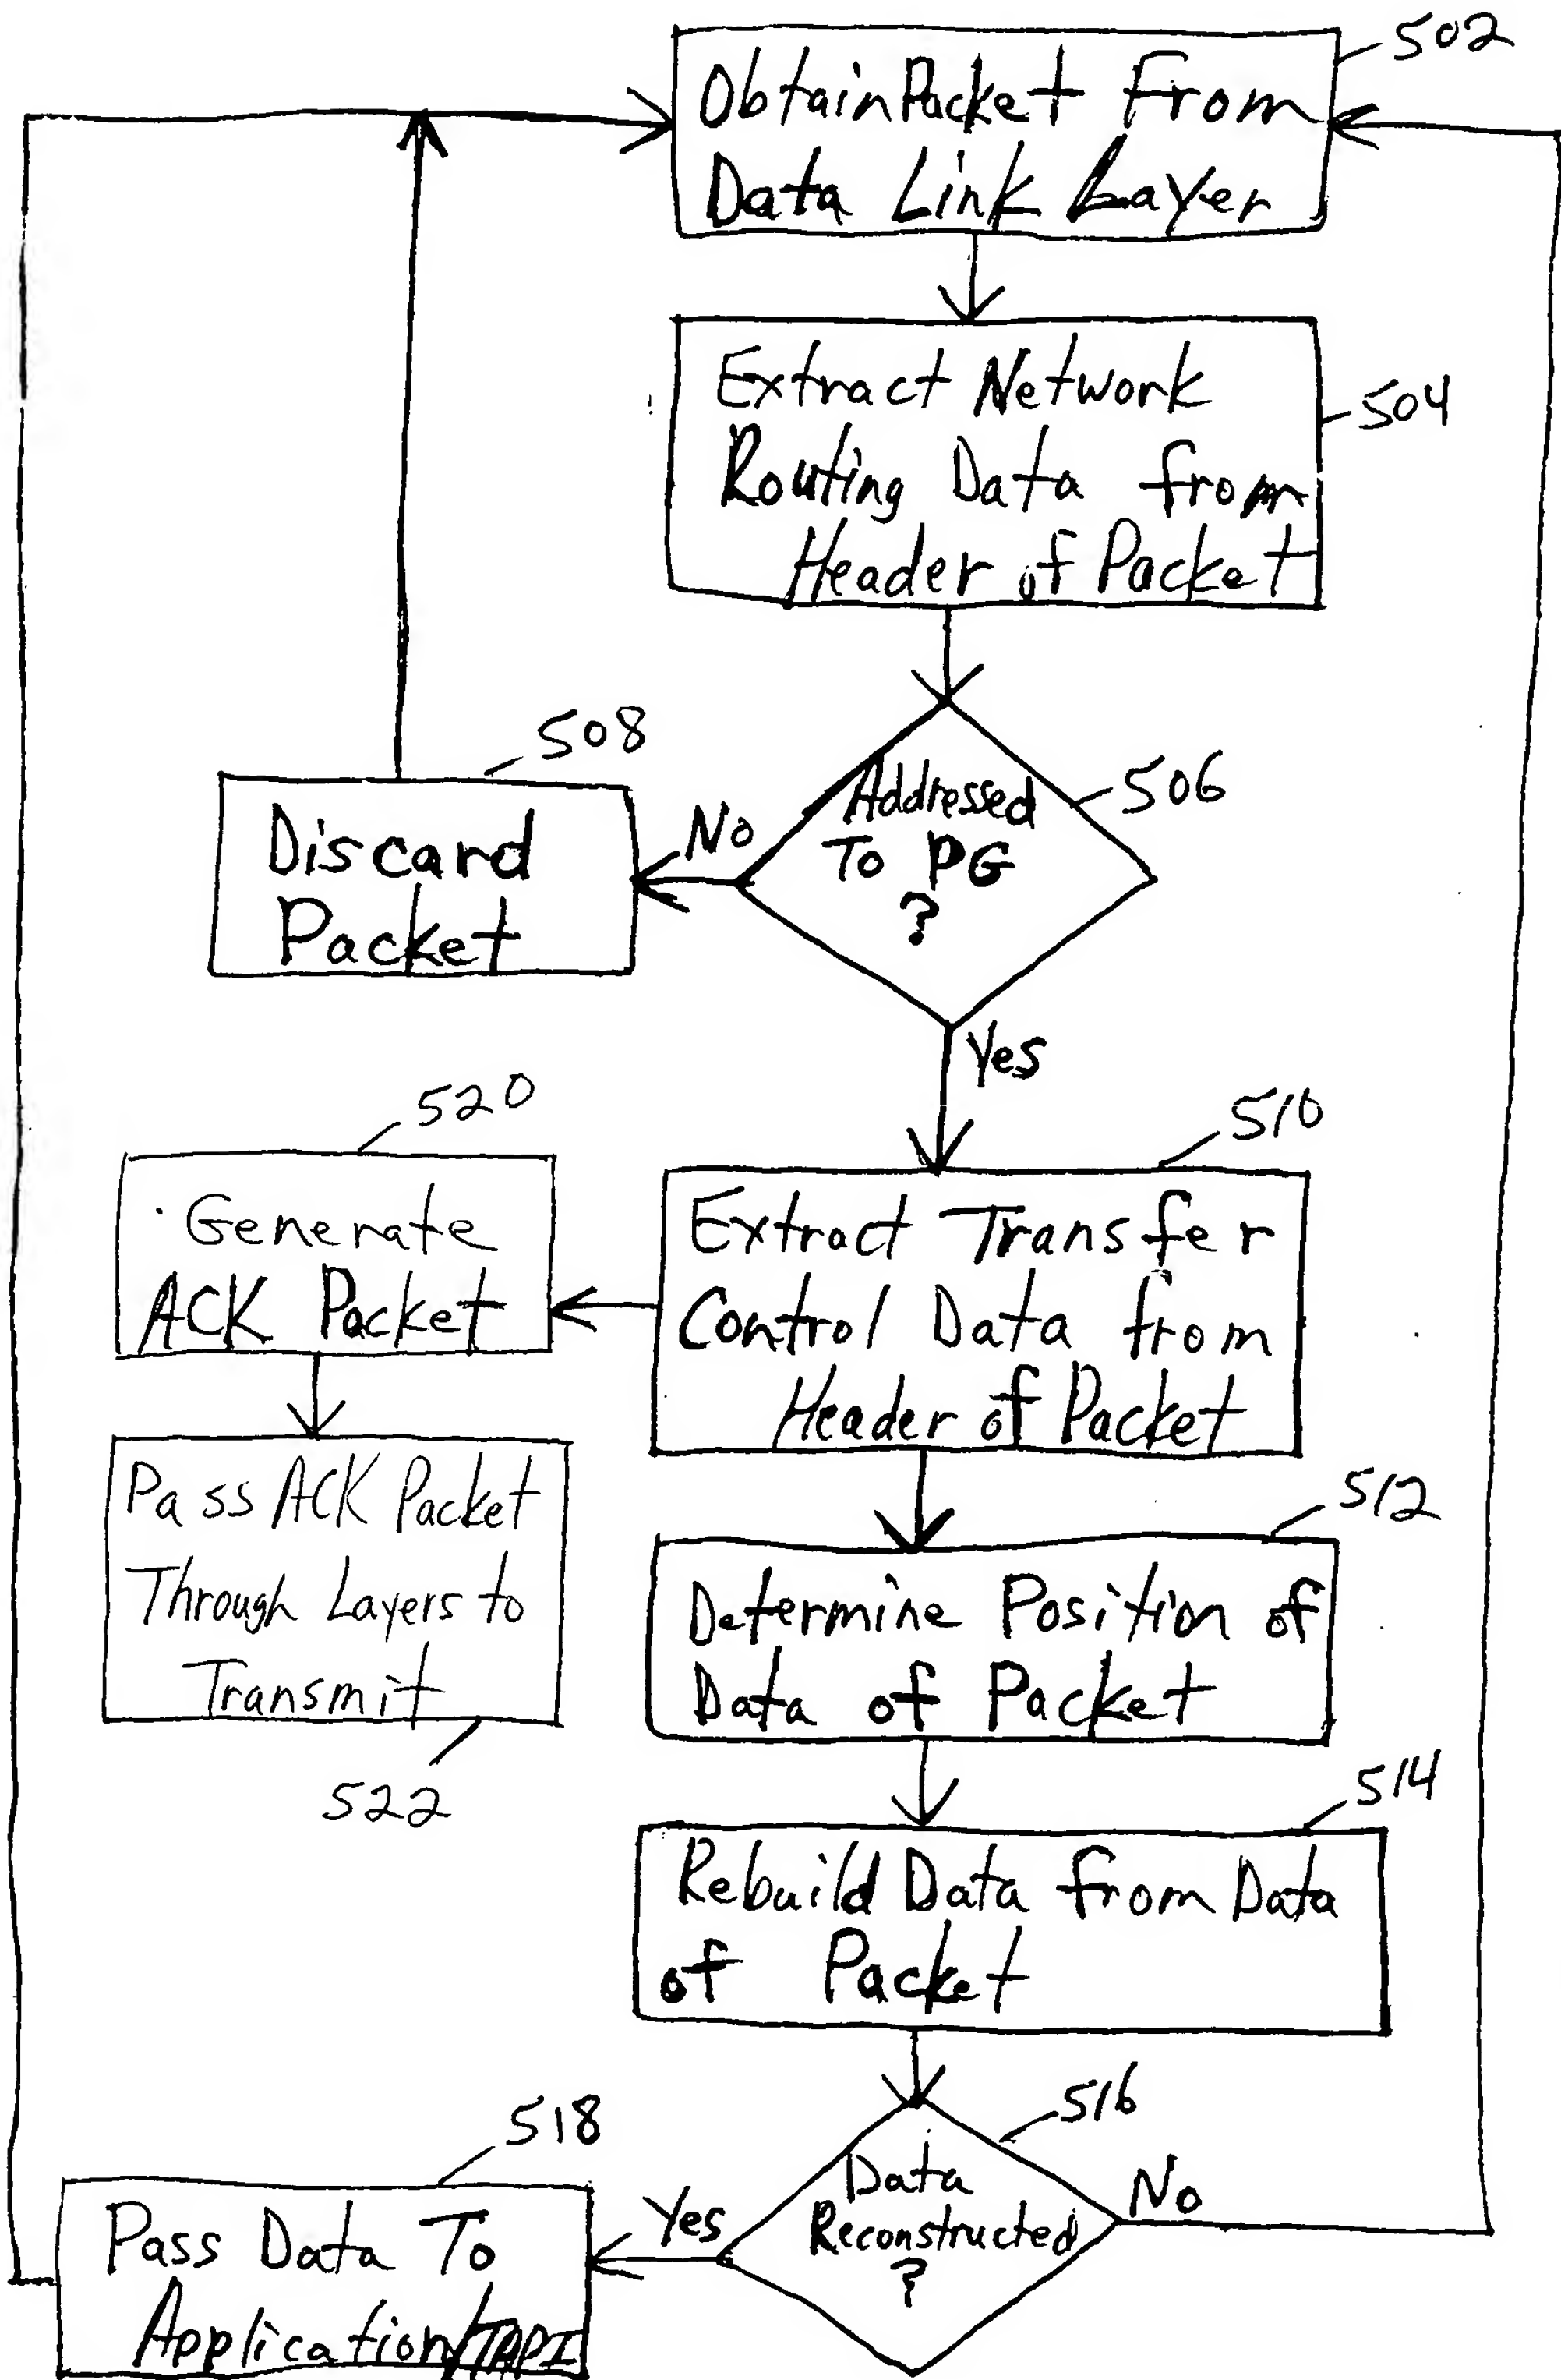 502
Obtain Packet From
Data Link Layer
Extract Network
Routing Data from
Header of Packet
504
508
Discard
Packet
No
Addressed
To PG
?
506
Yes
520
Generate
ACK Packet
510
Extract Transfer
Control Data from
Header of Packet
Pass ACK Packet
Through Layers to
Transmit
522
512
Determine Position of
Data of Packet
514
Rebuild Data from Data
of Packet
516
Data
Reconstructed
?
No
Yes
518
Pass Data To
Application/TAPI